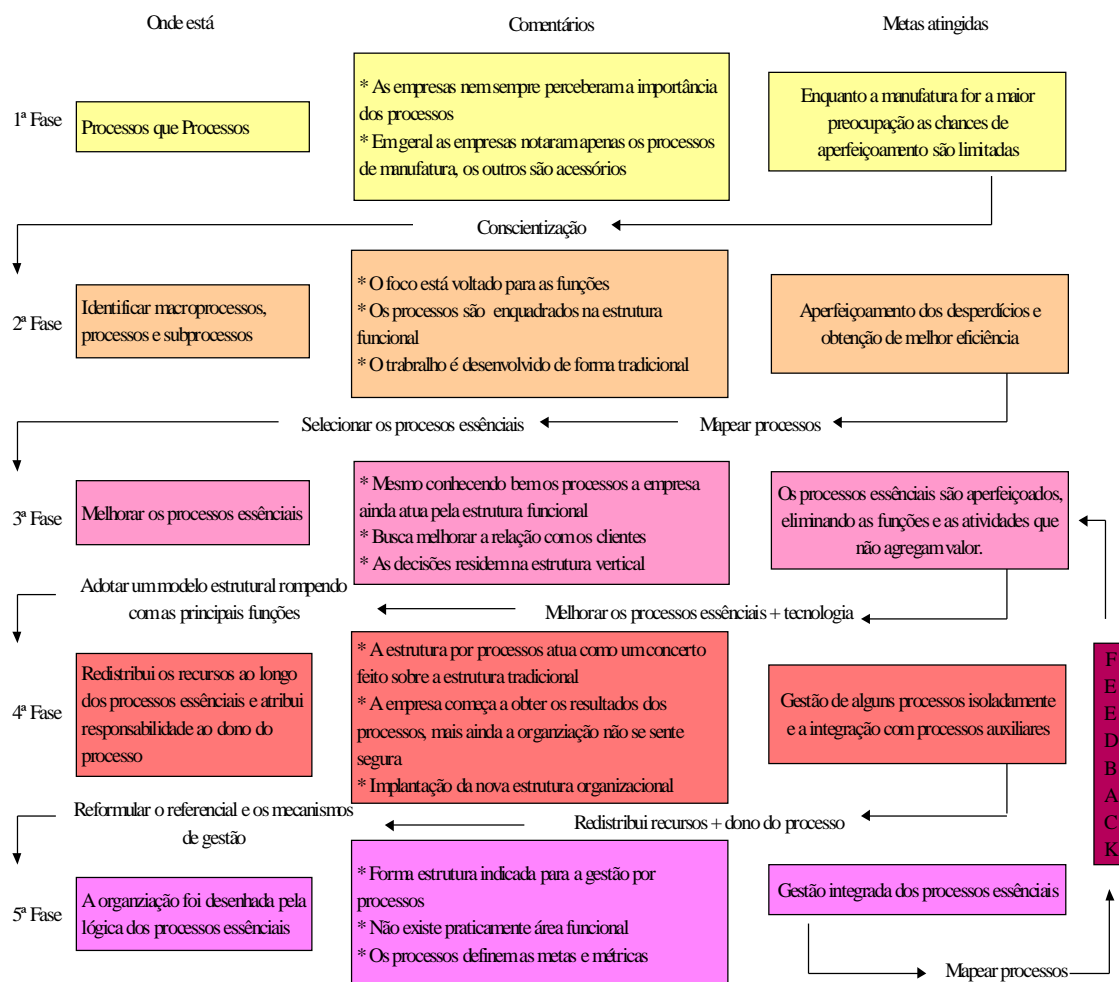 Onde está
Comentários
Metas atingidas
1ª Fase
Processos que Processos
* As empresas nem sempre perceberam a importância
dos processos
* Em geral as empresas notaram apenas os processos
de manufatura, os outros são acessórios
Enquanto a manufatura for a maior
preocupação as chances de
aperfeiçoamento são limitadas
Conscientização
2ª Fase
Identificar macroprocessos,
processos e subprocessos
* O foco está voltado para as funções
* Os processos são enquadrados na estrutura
funcional
* O trabralho é desenvolvido de forma tradicional
Aperfeiçoamento dos desperdícios e
obtenção de melhor eficiência
Selecionar os procesos essênciais
Mapear processos
3ª Fase
Melhorar os processos essênciais
* Mesmo conhecendo bem os processos a empresa
ainda atua pela estrutura funcional
* Busca melhorar a relação com os clientes
* As decisões residem na estrutura vertical
Os processos essênciais são aperfeiçoados,
eliminando as funções e as atividades que
não agregam valor.
Adotar um modelo estrutural rompendo
com as principais funções
Melhorar os processos essênciais + tecnologia
4ª Fase
Redistribui os recursos ao longo
dos processos essênciais e atribui
responsabilidade ao dono do
processo
* A estrutura por processos atua como um concerto
feito sobre a estrutura tradicional
* A empresa começa a obter os resultados dos
processos, mais ainda a organziação não se sente
segura
* Implantação da nova estrutura organizacional
Gestão de alguns processos isoladamente
e a integração com processos auxiliares
F
E
E
D
B
A
C
K
Reformular o referencial e os mecanismos
de gestão
Redistribui recursos + dono do processo
5ª Fase
A organziação foi desenhada pela
lógica dos processos essênciais
* Forma estrutura indicada para a gestão por
processos
* Não existe praticamente área funcional
* Os processos definem as metas e métricas
Gestão integrada dos processos essênciais
Mapear processos